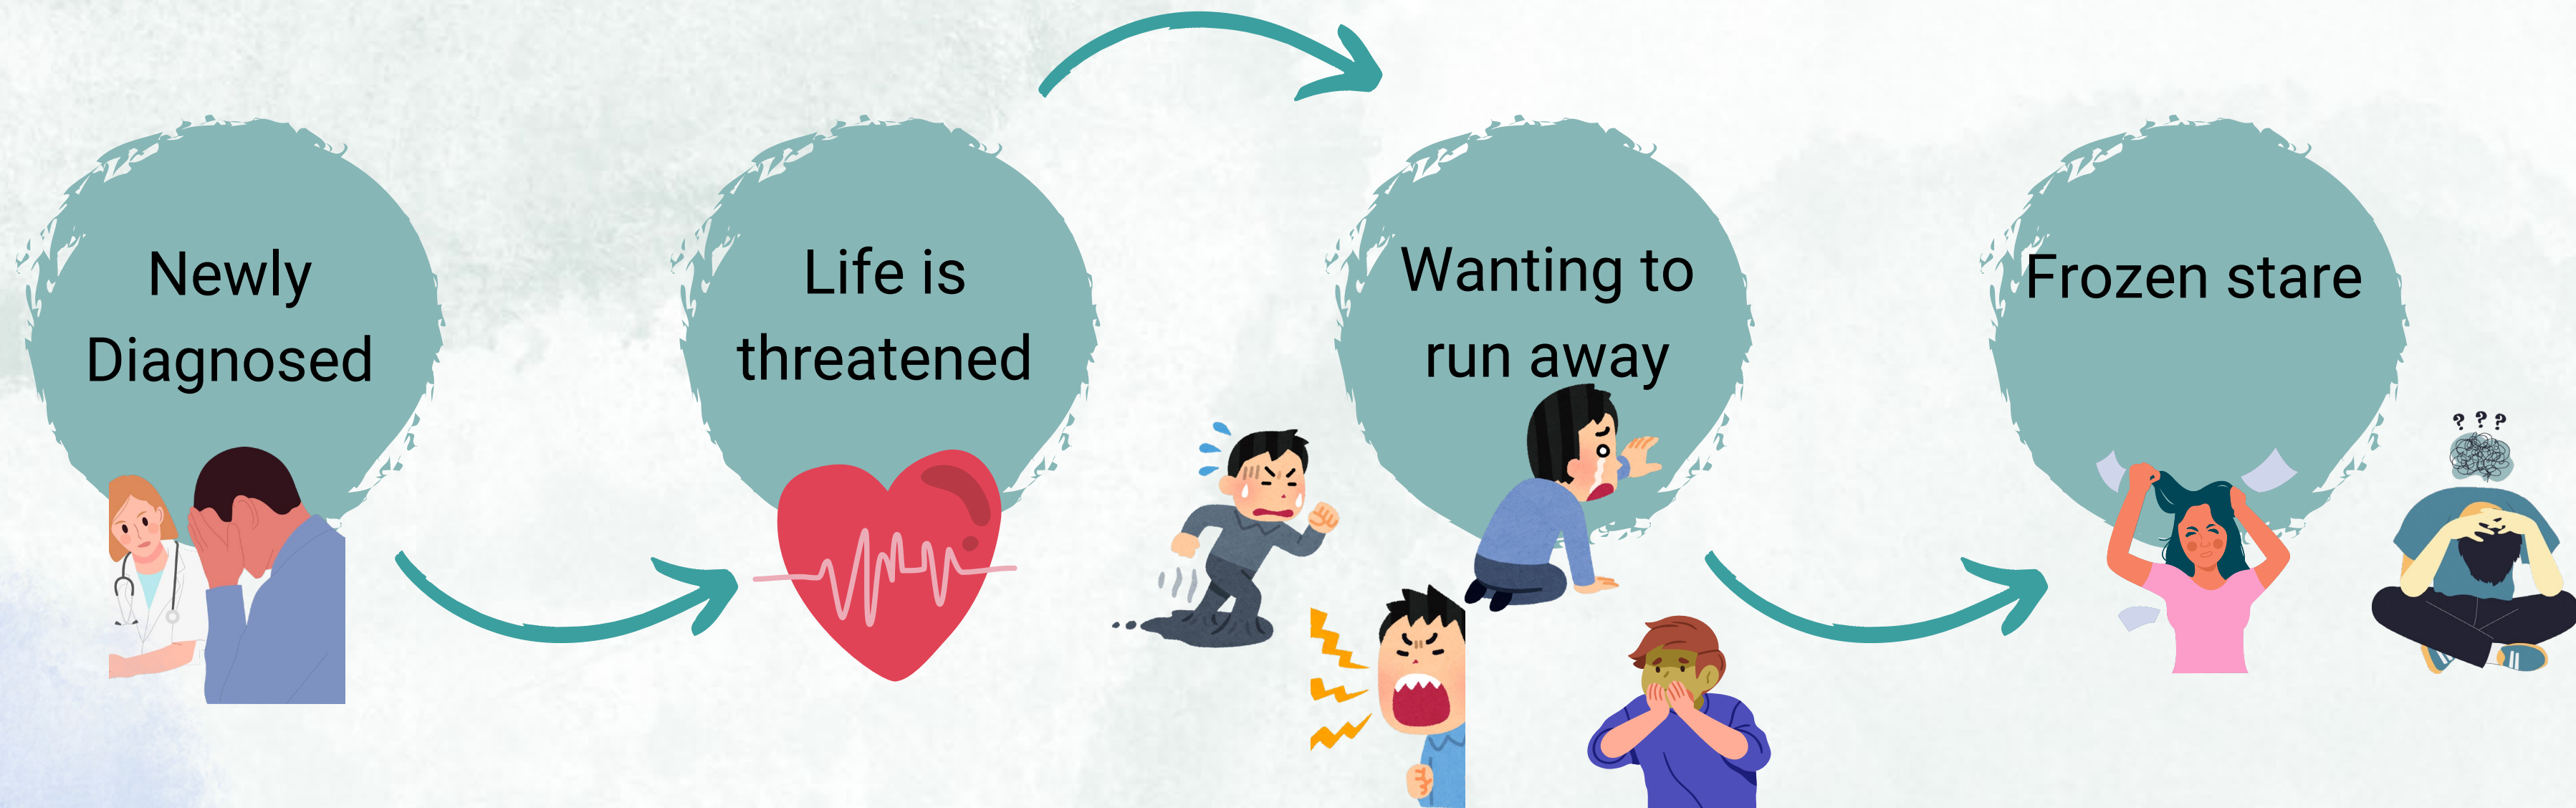 Newly
Diagnosed
Life is
threatened
Wanting to
run away
Frozen stare
? ? ?